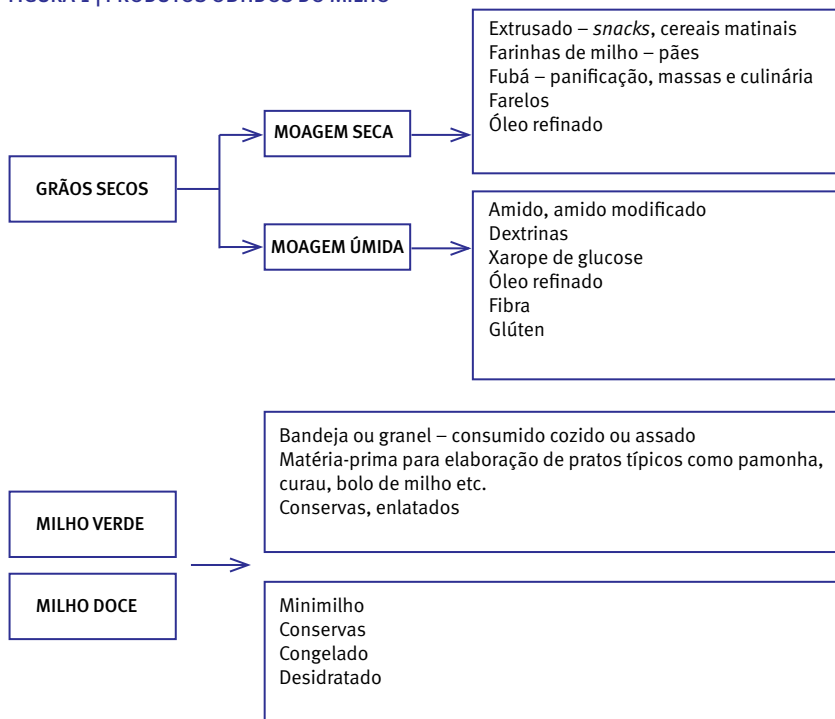 GRÃOS SECOS
MOAGEM SECA
Extrusado – snacks, cereais matinais
Farinhas de milho – pães
Fubá – panificação, massas e culinária
Farelos
Óleo refinado
MOAGEM ÚMIDA
Amido, amido modificado
Dextrinas
Xarope de glucose
Óleo refinado
Fibra
Glúten
MILHO VERDE
MILHO DOCE
Bandeja ou granel – consumido cozido ou assado
Matéria-prima para elaboração de pratos típicos como pamonha,
curau, bolo de milho etc.
Conservas, enlatados
Minimilho
Conservas
Congelado
Desidratado